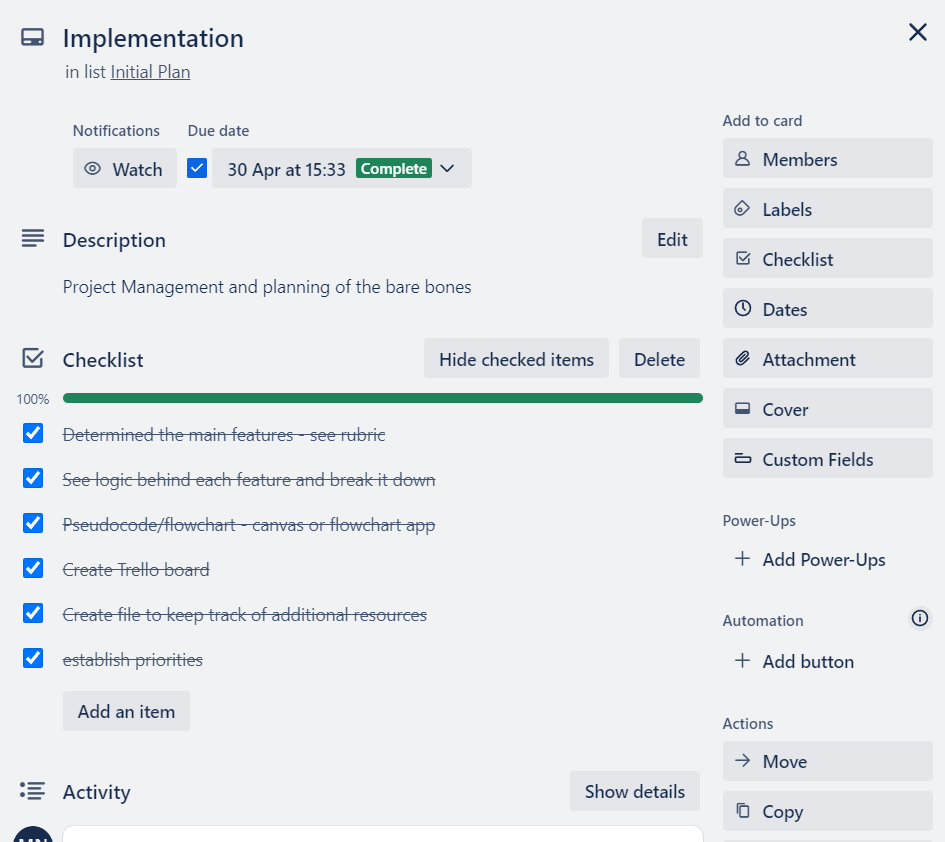 Implementation
in list Initial Plan
Notifications
Due date
Watch
30 Apr at 15:33 Complete
Description
Edit
Project Management and planning of the bare bones
Checklist
Hide checked items
Delete
100%
Determined the main features - see rubric
See logic behind each feature and break it down
Pseudocode/flowchart - canvas or flowchart app
Create Trello board
Create file to keep track of additional resources
establish priorities
Add an item
Activity
Show details
Add to card
Members
Labels
Checklist
Dates
Attachment
Cover
Custom Fields
Power-Ups
Add Power-Ups
Automation
Add button
Actions
Move
Copy